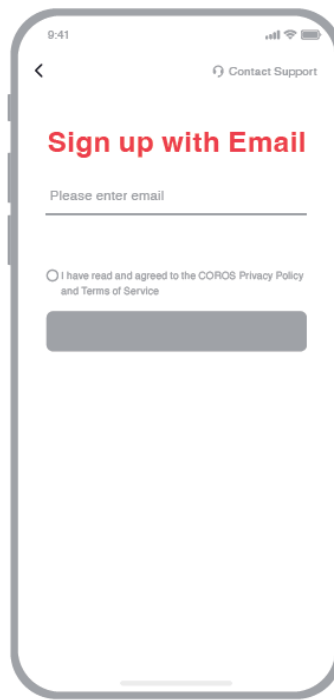 9:41
Contact Support
Sign up with Email
Please enter email
I have read and agreed to the COROS Privacy Policy
and Terms of Service